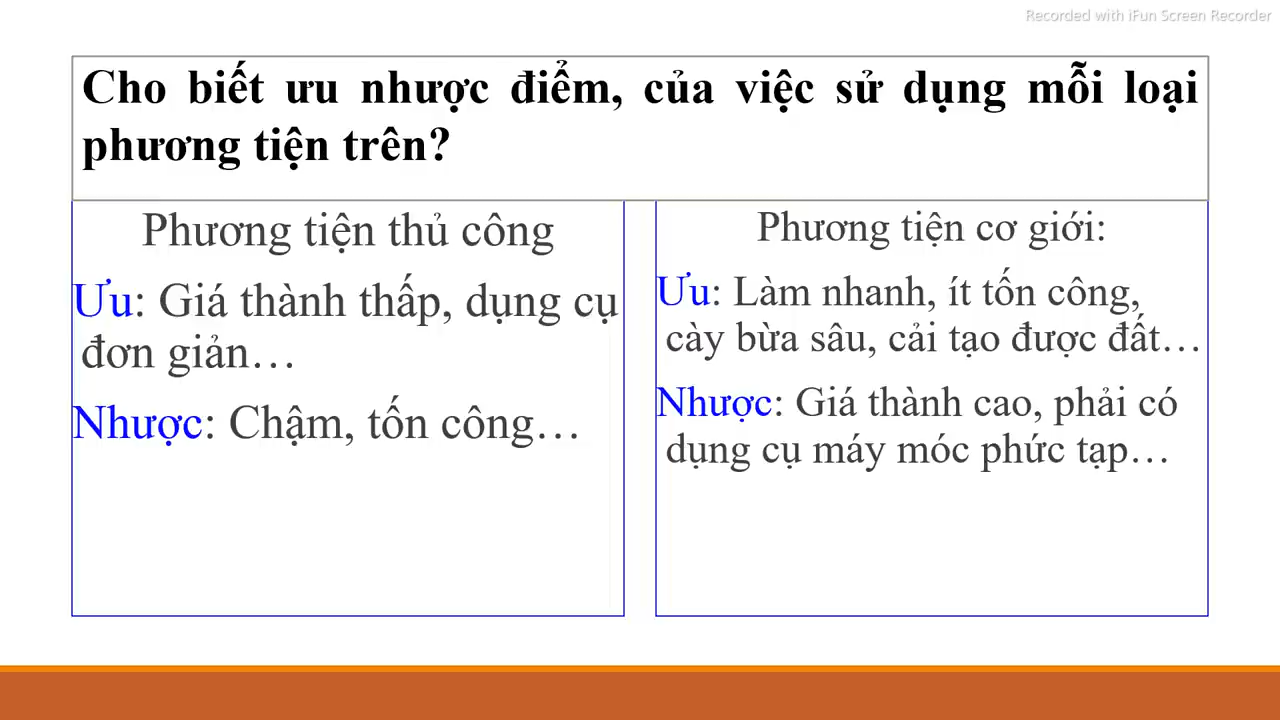 Recorded with iFun Screen Recorder
Cho biết ưu nhược điểm, của việc sử dụng mỗi loại
phương tiện trên?
Phương tiện thủ công
Ưu: Giá thành thấp, dụng cụ
đơn giản…
Nhược: Chậm, tốn công…
Phương tiện cơ giới:
Ưu: Làm nhanh, ít tốn công,
cày bừa sâu, cải tạo được đất…
Nhược: Giá thành cao, phải có
dụng cụ máy móc phức tạp…